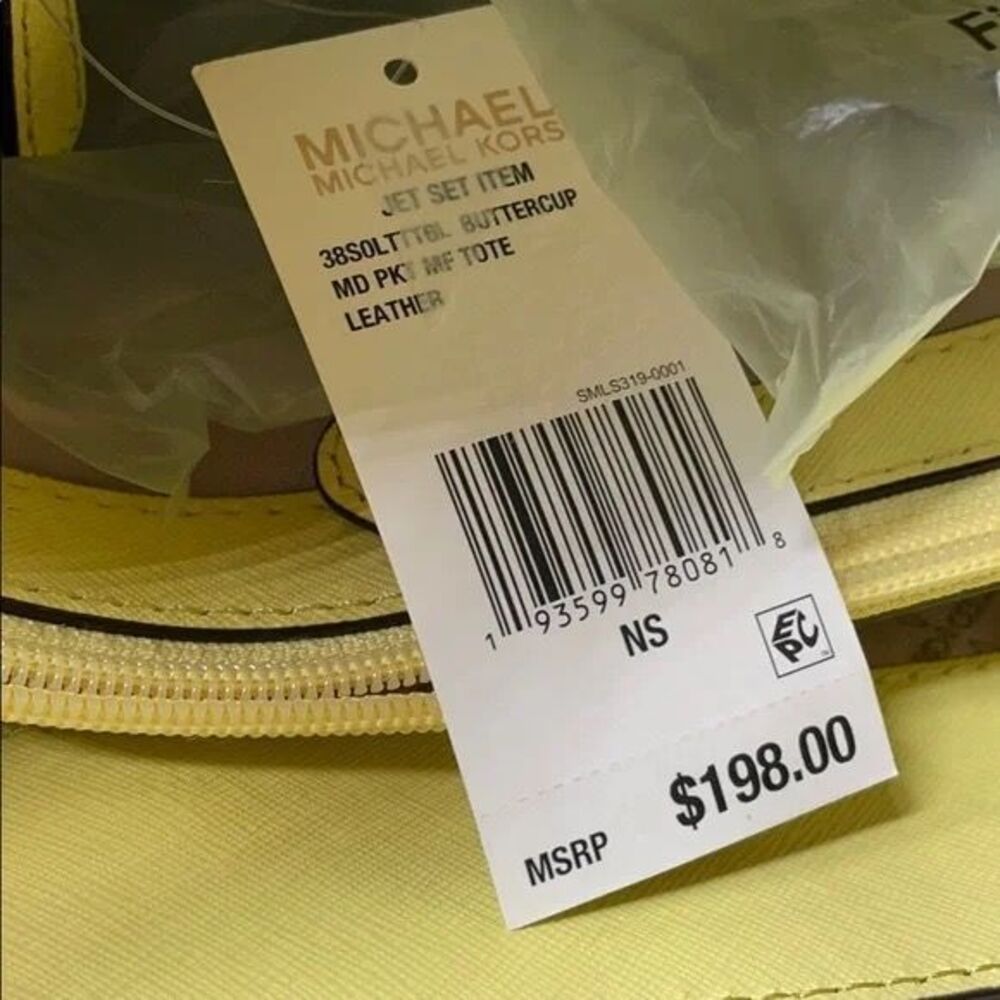 MICHAEL
MICHAEL KORS
JET SET ITEM
38S0LTTT6L BUTTERCUP
MD PKT MF TOTE
LEATHER
SMLS319-0001
1 93599 78081 8
NS
EPC
MSRP $198.00